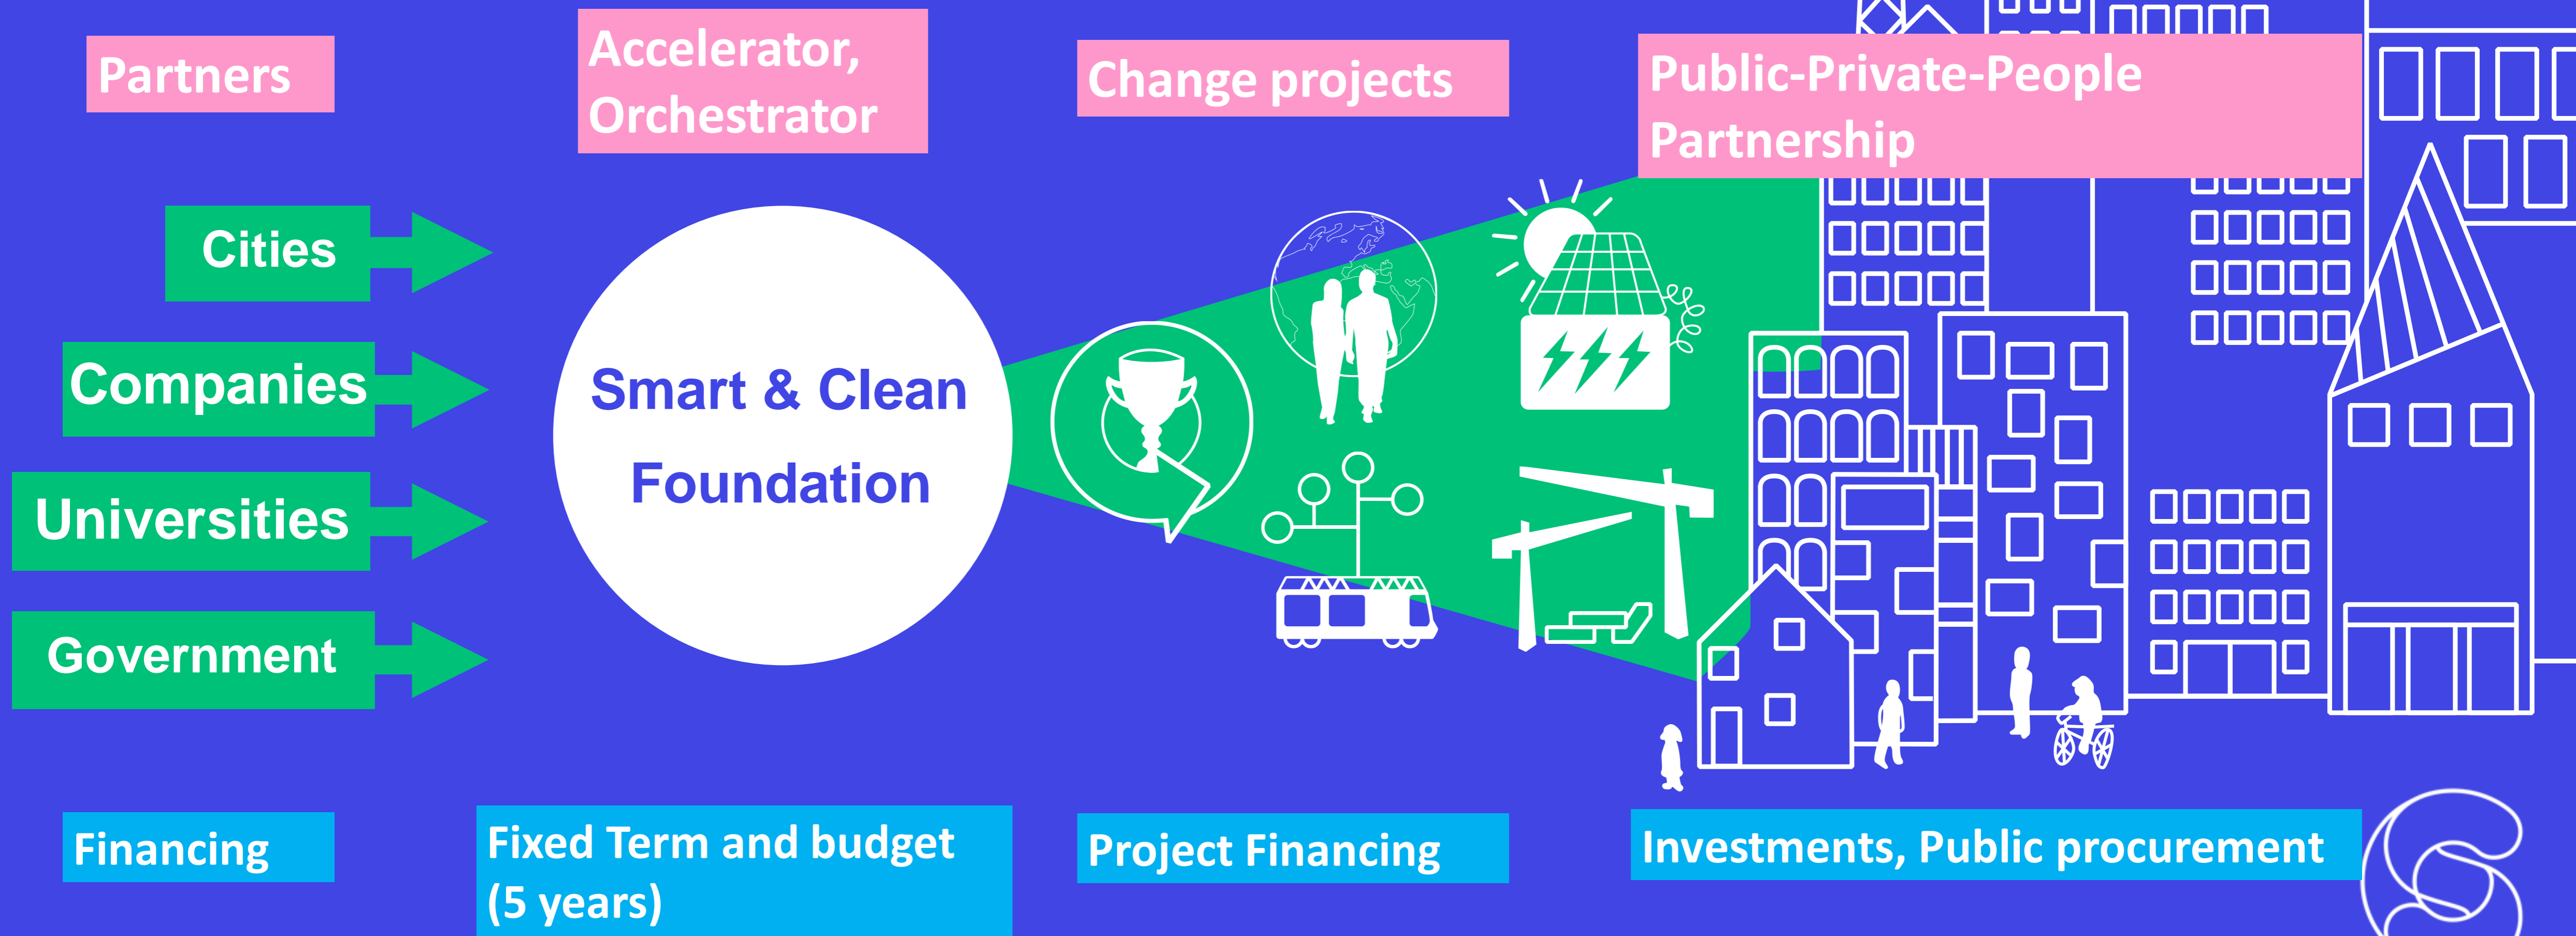 Partners
Accelerator,
Orchestrator
Change projects
Public-Private-People
Partnership
Cities
Companies
Universities
Government
Smart & Clean
Foundation
Financing
Fixed Term and budget
(5 years)
Project Financing
Investments, Public procurement